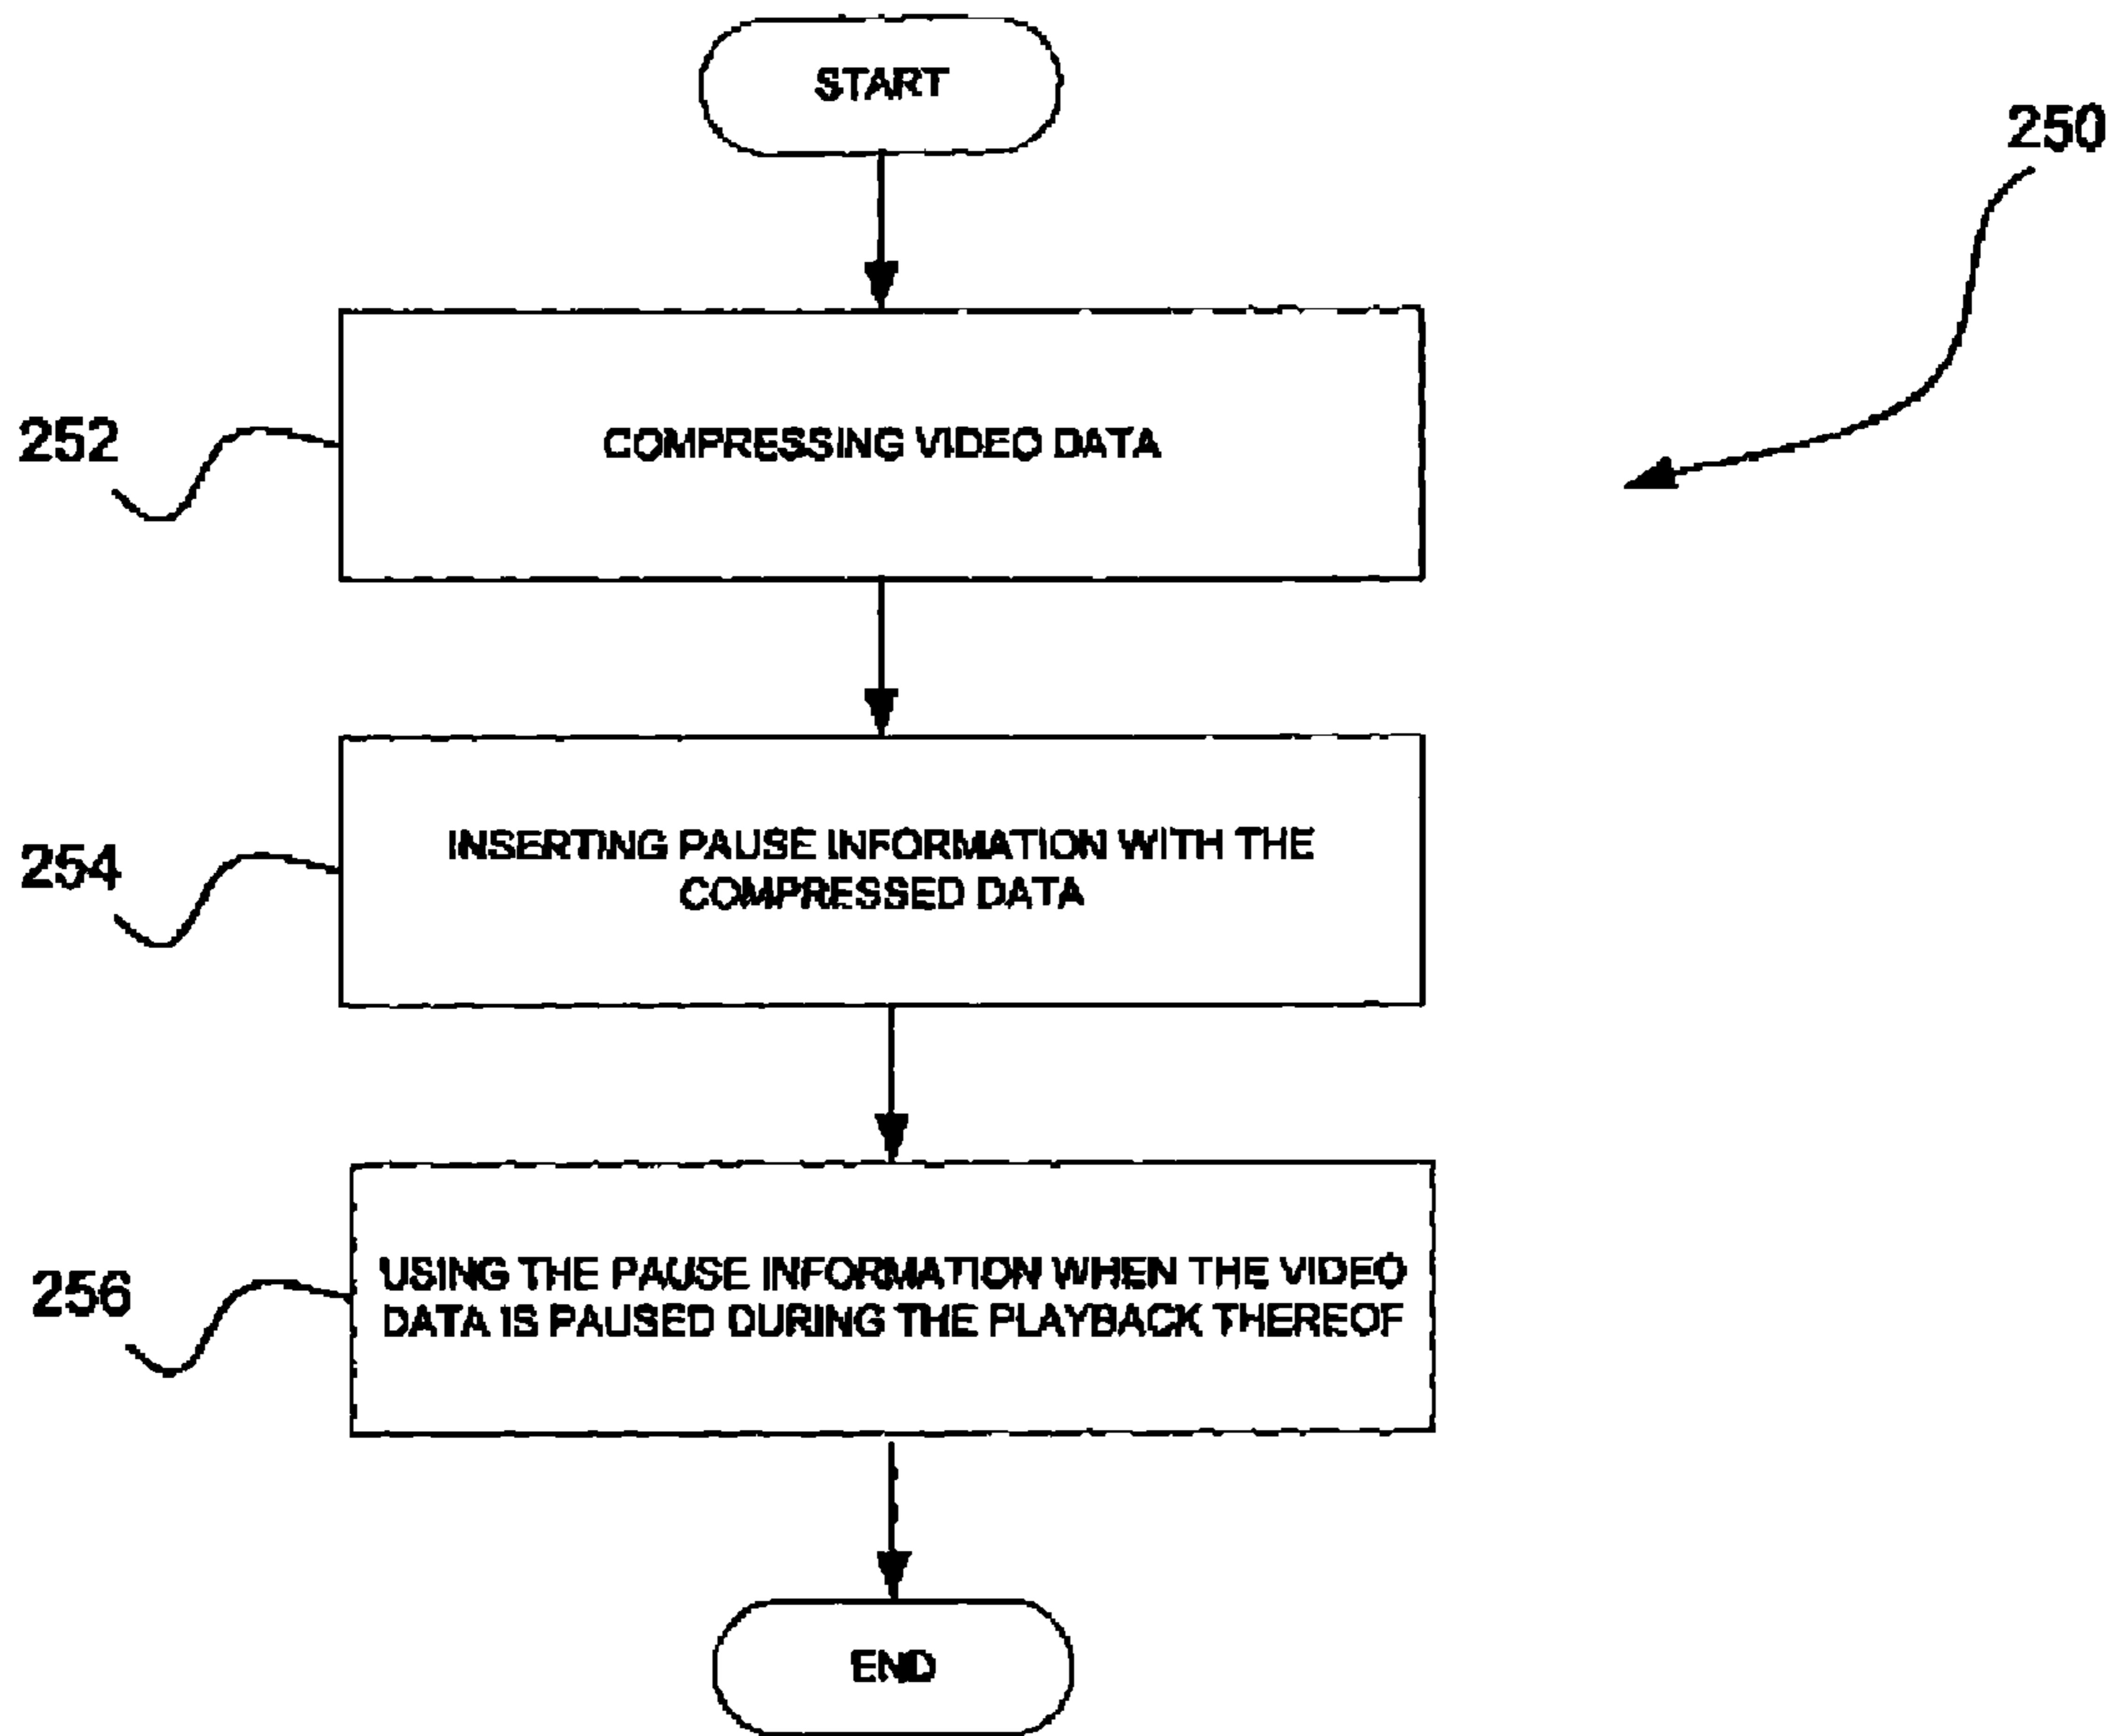 START
250
252
COMPRESSING VIDEO DATA
254
INSERTING PAUSE INFORMATION WITH THE
COMPRESSED DATA
256
USING THE PAUSE INFORMATION WHEN THE VIDEO
DATA IS PAUSED DURING THE PLAYBACK THEREOF
END